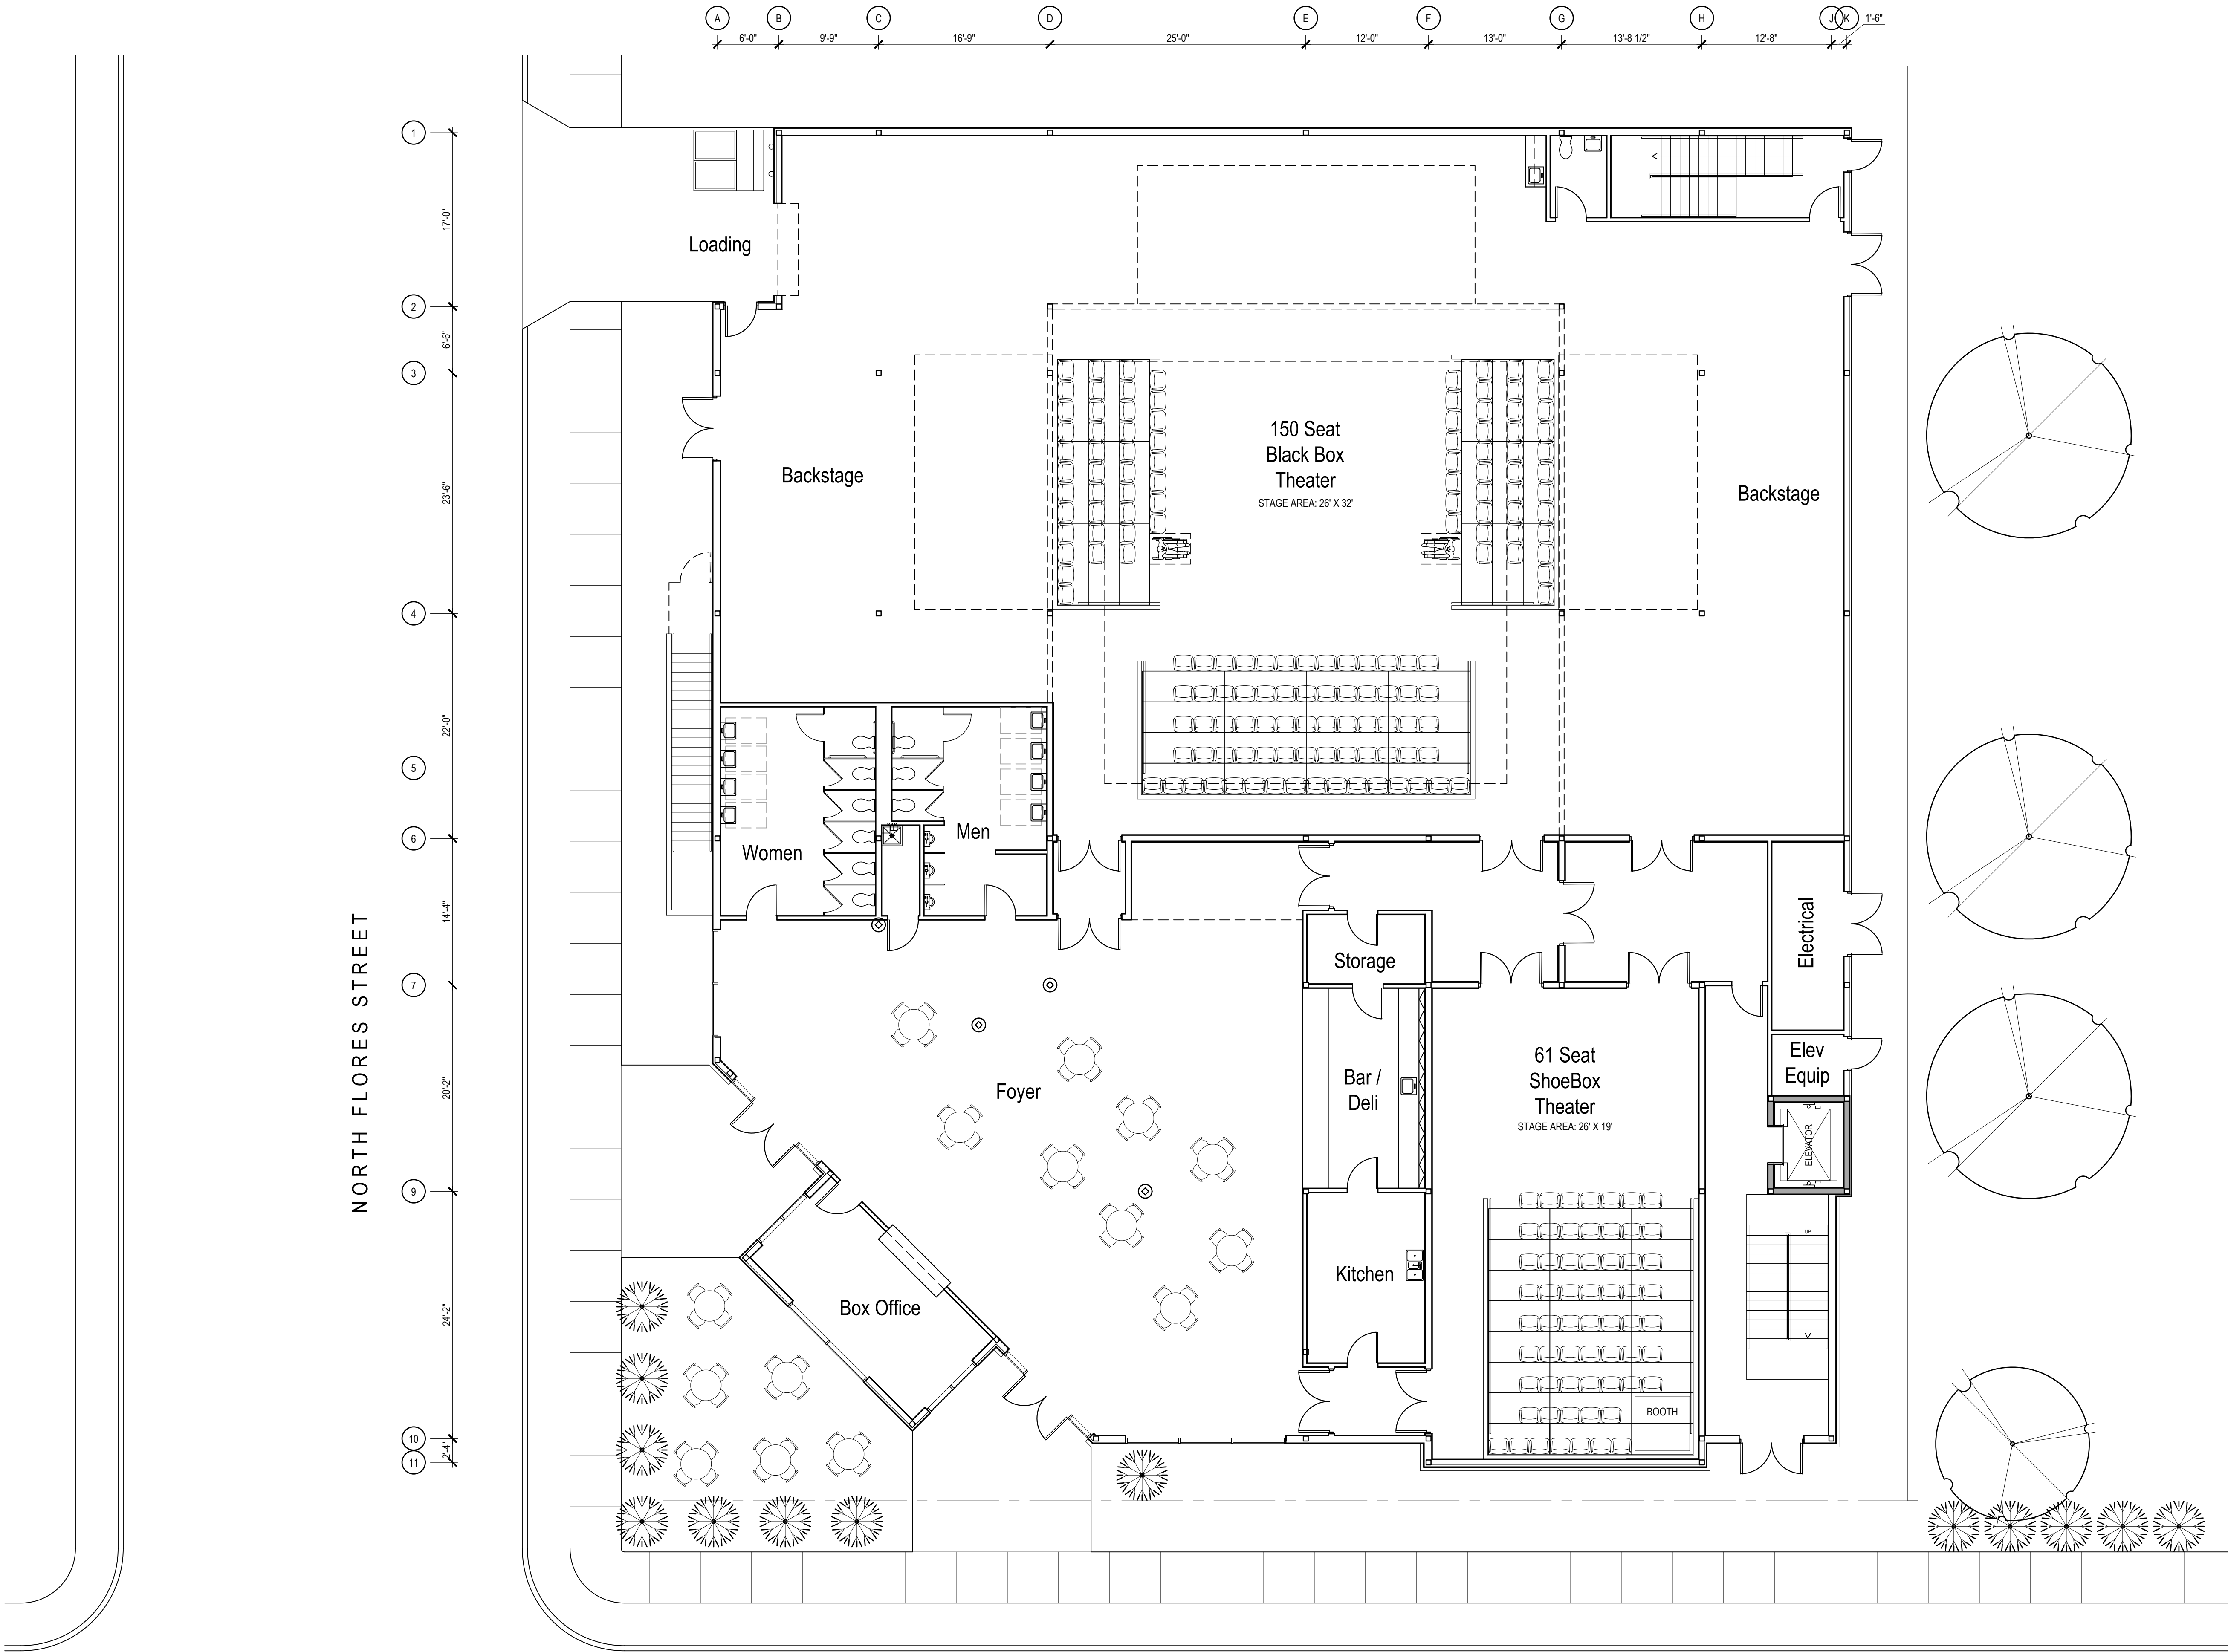 A B C D E F G H J K
6'-0" 9'-9" 16'-9" 25'-0" 12'-0" 13'-0" 13'-8 1/2" 12'-8" 1'-6"
1
17'-0"
2
6'-6"
3
23'-6"
4
22'-0"
5
6
14'-4"
7
20'-2"
9
24'-2"
10
2'-4"
11
NORTH FLORES STREET
Loading
Backstage
150 Seat
Black Box
Theater
STAGE AREA: 26' X 32'
Backstage
Women
Men
Storage
Electrical
Foyer
Bar /
Deli
61 Seat
ShoeBox
Theater
STAGE AREA: 26' X 19'
Elev
Equip
ELEVATOR
UP
Kitchen
Box Office
BOOTH